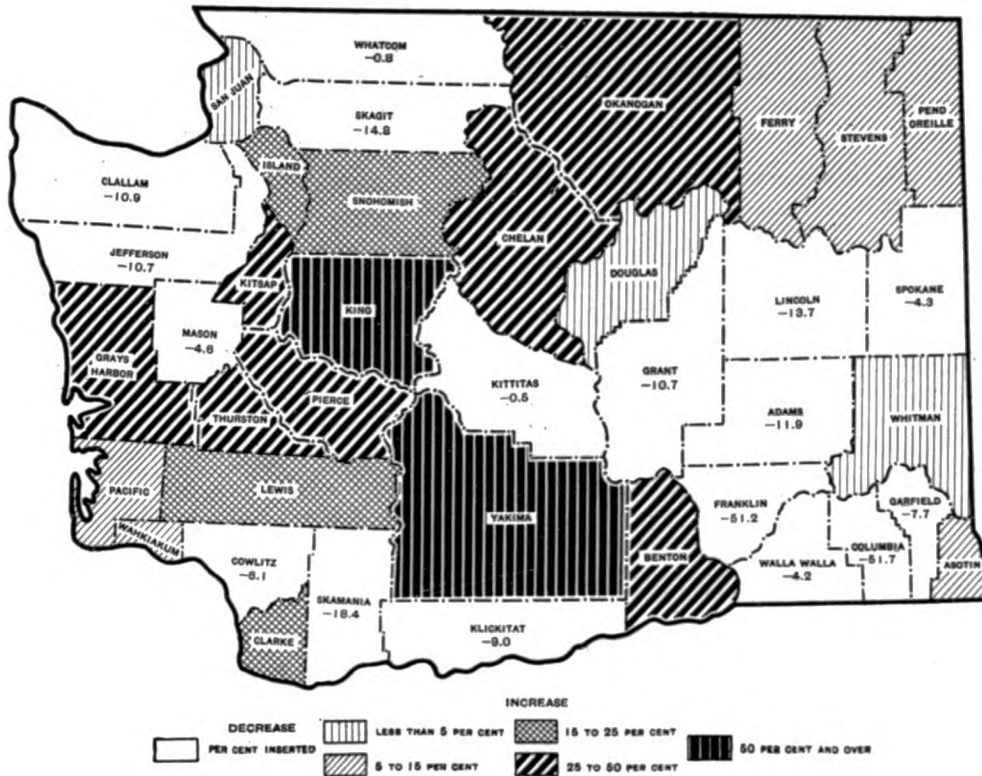 WHATCOM
-0.8
SAN JUAN
SKAGIT
-14.8
OKANOGAN
FERRY
STEVENS
PEND
OREILLE
ISLAND
CLALLAM
-10.9
SNOHOMISH
CHELAN
JEFFERSON
-10.7
KITSAP
DOUGLAS
KING
LINCOLN
-13.7
SPOKANE
-4.3
MASON
-4.6
GRAYS
HARBOR
KITTITAS
-0.5
GRANT
-10.7
PIERCE
THURSTON
ADAMS
-11.9
WHITMAN
PACIFIC
LEWIS
YAKIMA
FRANKLIN
-51.2
GARFIELD
-7.7
WAHKIAKUM
BENTON
COLUMBIA
-51.7
COWLITZ
-6.1
WALLA WALLA
-4.2
ASOTIN
SKAMANIA
-18.4
CLARKE
KLICKITAT
-9.0
INCREASE
DECREASE
PER CENT INSERTED
LESS THAN 5 PER CENT
15 TO 25 PER CENT
50 PER CENT AND OVER
5 TO 15 PER CENT
25 TO 50 PER CENT